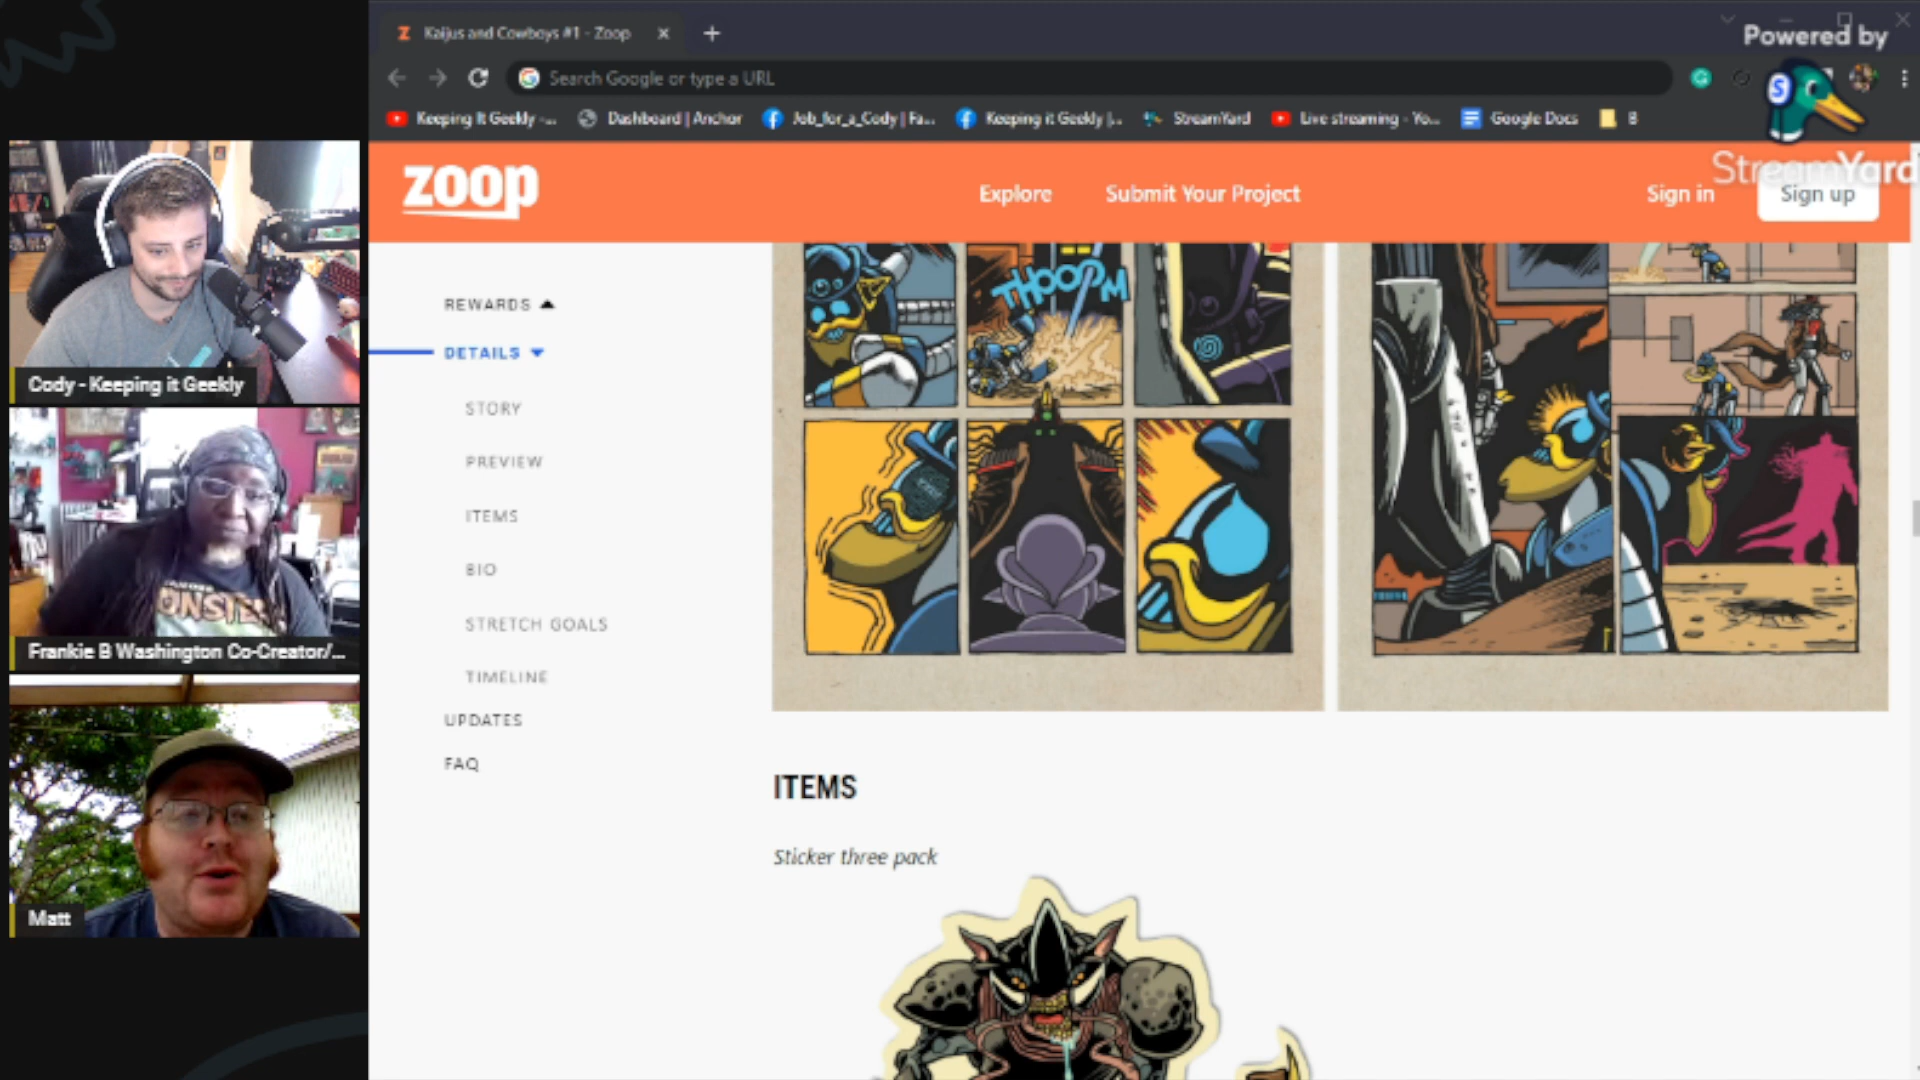 Kaijus and Cowboys #1 - Zoop
Powered by
Search Google or type a URL
Keeping It Geekly -...
Dashboard | Anchor
Job_for_a_Cody | Fa...
Keeping it Geekly |...
StreamYard
Live streaming - Yo...
Google Docs
B
StreamYard
zoop
Explore
Submit Your Project
Sign in
Sign up
REWARDS
DETAILS
STORY
PREVIEW
ITEMS
BIO
STRETCH GOALS
TIMELINE
UPDATES
FAQ
THOOPM
ITEMS
Sticker three pack
Cody - Keeping it Geekly
Frankie B Washington Co-Creator/...
Matt